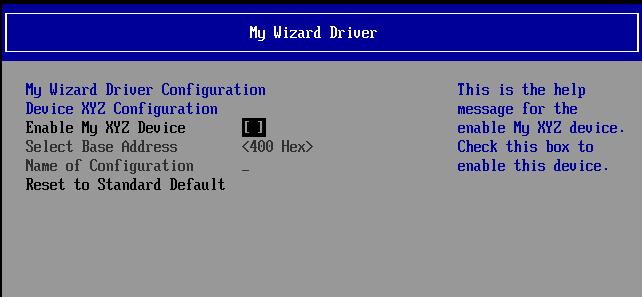 My Wizard Driver
My Wizard Driver Configuration
Device XYZ Configuration
Enable My XYZ Device [ ]
Select Base Address <400 Hex>
Name of Configuration _
Reset to Standard Default
This is the help
message for the
enable My XYZ device.
Check this box to
enable this device.